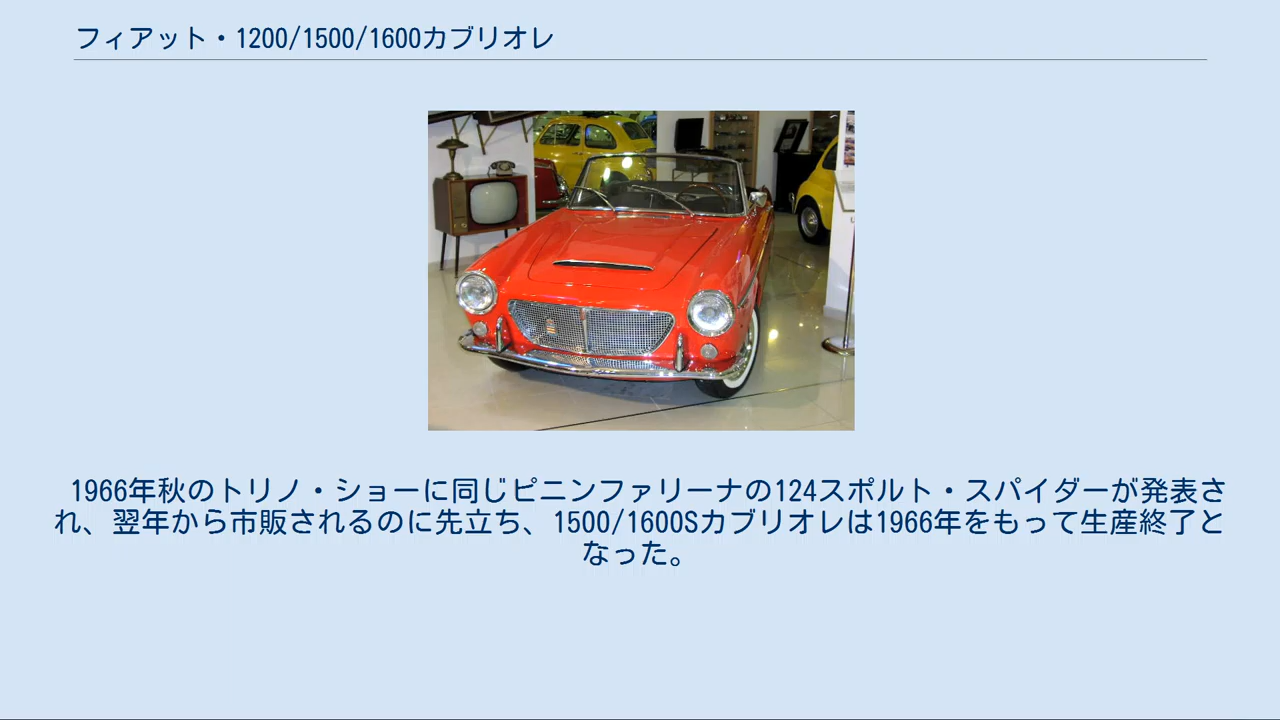 フィアット・1200/1500/1600カブリオレ
1966年秋のトリノ・ショーに同じピニンファリーナの124スポルト・スパイダーが発表さ
れ、翌年から市販されるのに先立ち、1500/1600Sカブリオレは1966年をもって生産終了と
なった。